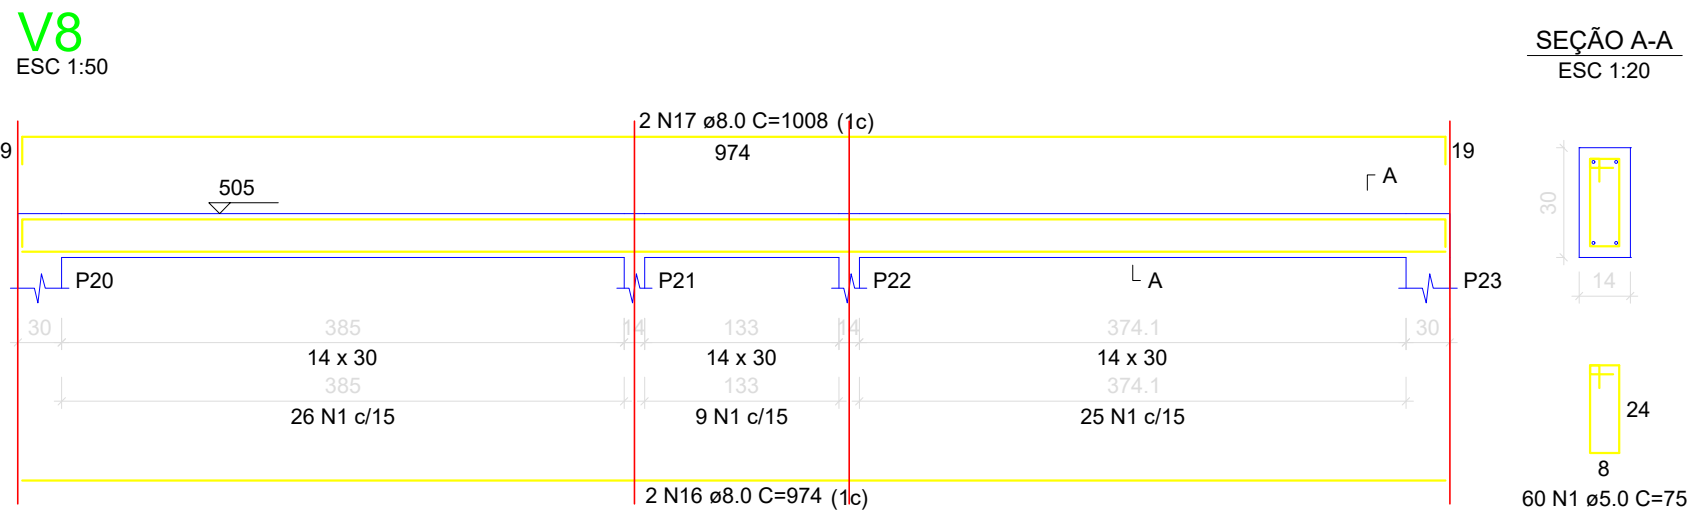 V8
ESC 1:50
SEÇÃO A-A
ESC 1:20
2 N17 ø8.0 C=1008 (1c)
974
9
19
A
505
30
14
P20
P21
P22
A
P23
30
385
14
133
14
374.1
30
14 x 30
14 x 30
14 x 30
385
133
374.1
26 N1 c/15
9 N1 c/15
25 N1 c/15
24
8
2 N16 ø8.0 C=974 (1c)
60 N1 ø5.0 C=75